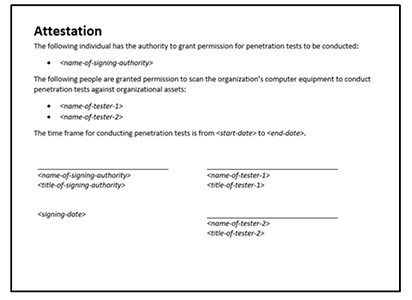 Attestation
The following individual has the authority to grant permission for penetration tests to be conducted:
• <name-of-signing-authority>
The following people are granted permission to scan the organization's computer equipment to conduct
penetration tests against organizational assets:
• <name-of-tester-1>
• <name-of-tester-2>
The time frame for conducting penetration tests is from <start-date> to <end-date>.
<name-of-signing-authority>
<title-of-signing-authority>
<name-of-tester-1>
<title-of-tester-1>
<signing-date>
<name-of-tester-2>
<title-of-tester-2>